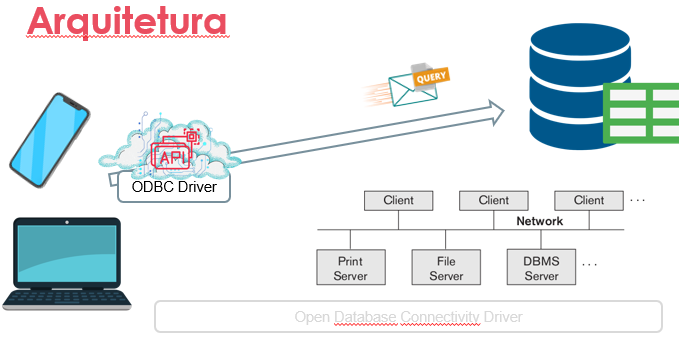 Arquitetura
QUERY
API
ODBC Driver
Client Client Client ...
Network
Print Server File Server DBMS Server ...
Open Database Connectivity Driver